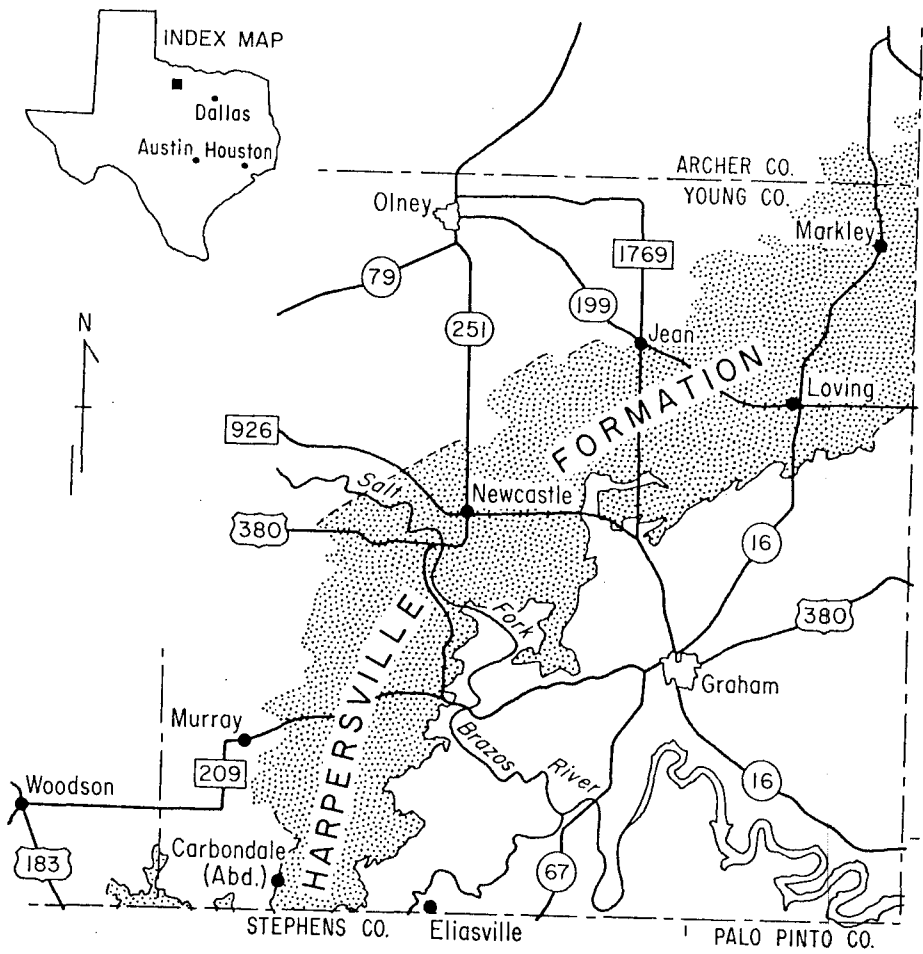 INDEX MAP
Dallas
Austin
Houston
ARCHER CO.
YOUNG CO.
Olney
Markley
1769
79
199
N
251
Jean
FORMATION
Loving
926
Salt
Newcastle
380
16
HARPERSVILLE
Fork
380
Graham
Murray
Brazos
River
209
16
Woodson
183
Carbondale
(Abd.)
67
STEPHENS CO.
Eliasville
PALO PINTO CO.